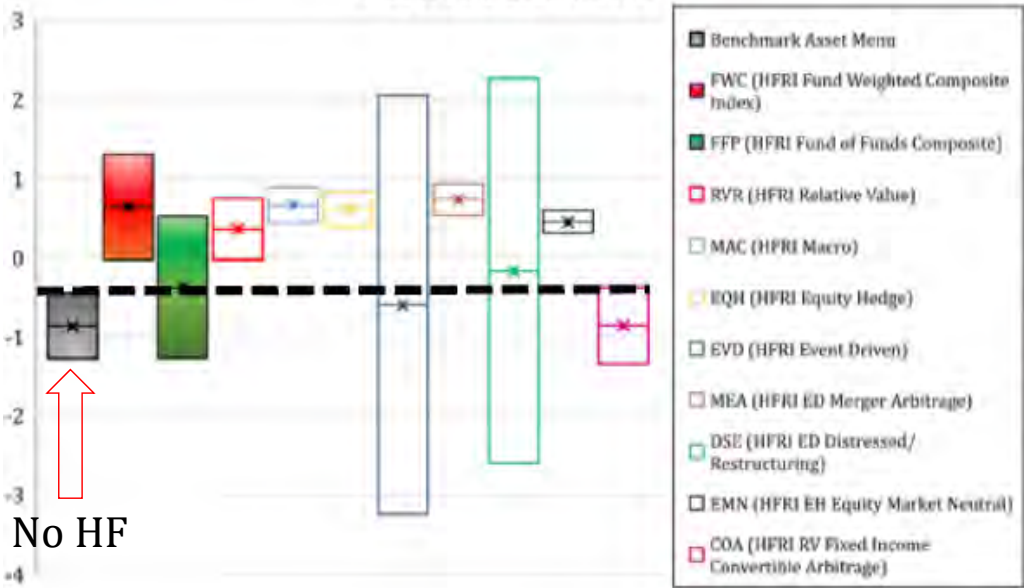 3
2
1
0
-1
-2
-3
-4
No HF
Benchmark Asset Menu
FWC (HFRI Fund Weighted Composite
Index)
FFP (HFRI Fund of Funds Composite)
RVR (HFRI Relative Value)
MAC (HFRI Macro)
EQH (HFRI Equity Hedge)
EVD (HFRI Event Driven)
MEA (HFRI ED Merger Arbitrage)
DSE (HFRI ED Distressed/
Restructuring)
EMN (HFRI EH Equity Market Neutral)
COA (HFRI RV Fixed Income
Convertible Arbitrage)